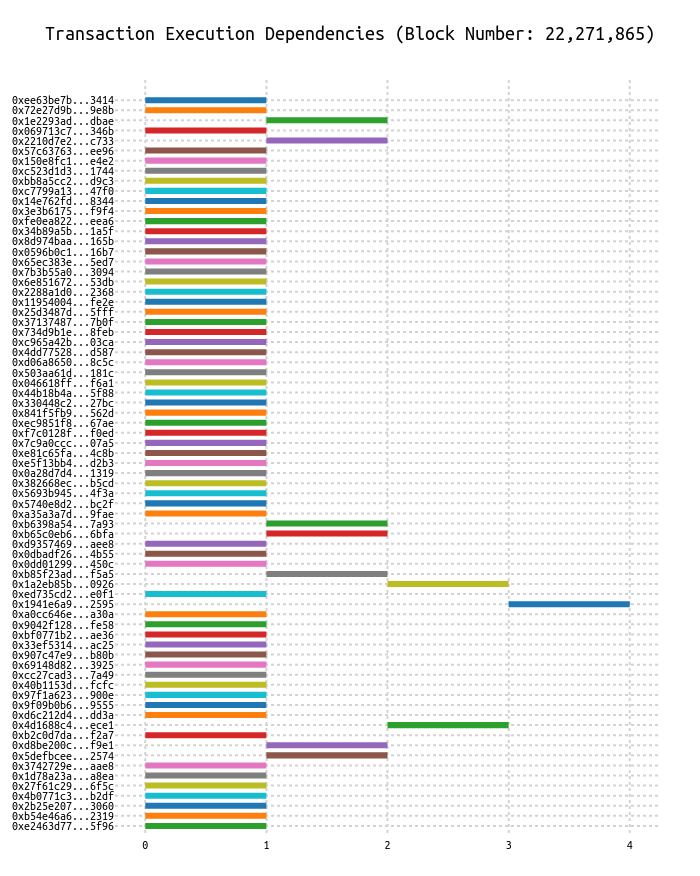 Transaction Execution Dependencies (Block Number: 22,271,865)
0xee63be7b...3414
0x72e27d9b...9e8b
0x1e2293ad...dbae
0x069713c7...346b
0x2210d7e2...c733
0x57c63763...ee96
0x150e8fc1...e4e2
0xc523d1d3...1744
0xbb8a5cc2...d9c3
0xc7799a13...47f0
0x14e762fd...8344
0x3e3b6175...f9f4
0xfe0ea822...eea6
0x34b89a5b...1a5f
0x8d974baa...165b
0x0596b0c1...16b7
0x65ec383e...5ed7
0x7b3b55a0...3094
0x6e851672...53db
0x2288a1d0...2368
0x11954004...fe2e
0x25d3487d...5fff
0x37137487...7b0f
0x734d9b1e...8feb
0xc965a42b...03ca
0x4dd77528...d587
0xd06a8650...8c5c
0x503aa61d...181c
0x046618ff...f6a1
0x44b18b4a...5f88
0x330448c2...27bc
0x841f5fb9...562d
0xec9851f8...67ae
0xf7c0128f...f0ed
0x7c9a0ccc...07a5
0xe81c65fa...4c8b
0xe5f13bb4...d2b3
0x0a28d7d4...1319
0x382668ec...b5cd
0x5693b945...4f3a
0x5740e8d2...bc2f
0xa35a3a7d...9fae
0xb6398a54...7a93
0xb65c0eb6...6bfa
0xd9357469...aee8
0x0dbadf26...4b55
0x0dd01299...450c
0xb85f23ad...f5a5
0x1a2eb85b...0926
0xed735cd2...e0f1
0x1941e6a9...2595
0xa0cc646e...a30a
0x9042f128...fe58
0xbf0771b2...ae36
0x33ef5314...ac25
0x907c47e9...b80b
0x69148d82...3925
0xcc27cad3...7a49
0x40b1153d...fcfc
0x97f1a623...900e
0x9f09b0b6...9555
0xd6c212d4...dd3a
0x4d1688c4...ece1
0xb2c0d7da...f2a7
0xd8be200c...f9e1
0x5defbcee...2574
0x3742729e...aae8
0x1d78a23a...a8ea
0x27f61c29...6f5c
0x4b0771c3...b2df
0x2b25e207...3060
0xb54e46a6...2319
0xe2463d77...5f96
0 1 2 3 4